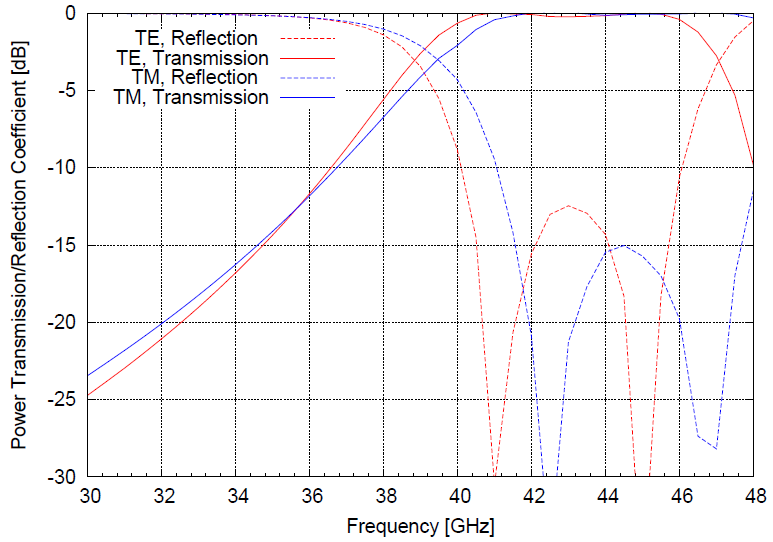 Power Transmission/Reflection Coefficient [dB]
0
-5
-10
-15
-20
-25
-30
TE, Reflection
TE, Transmission
TM, Reflection
TM, Transmission
30 32 34 36 38 40 42 44 46 48
Frequency [GHz]